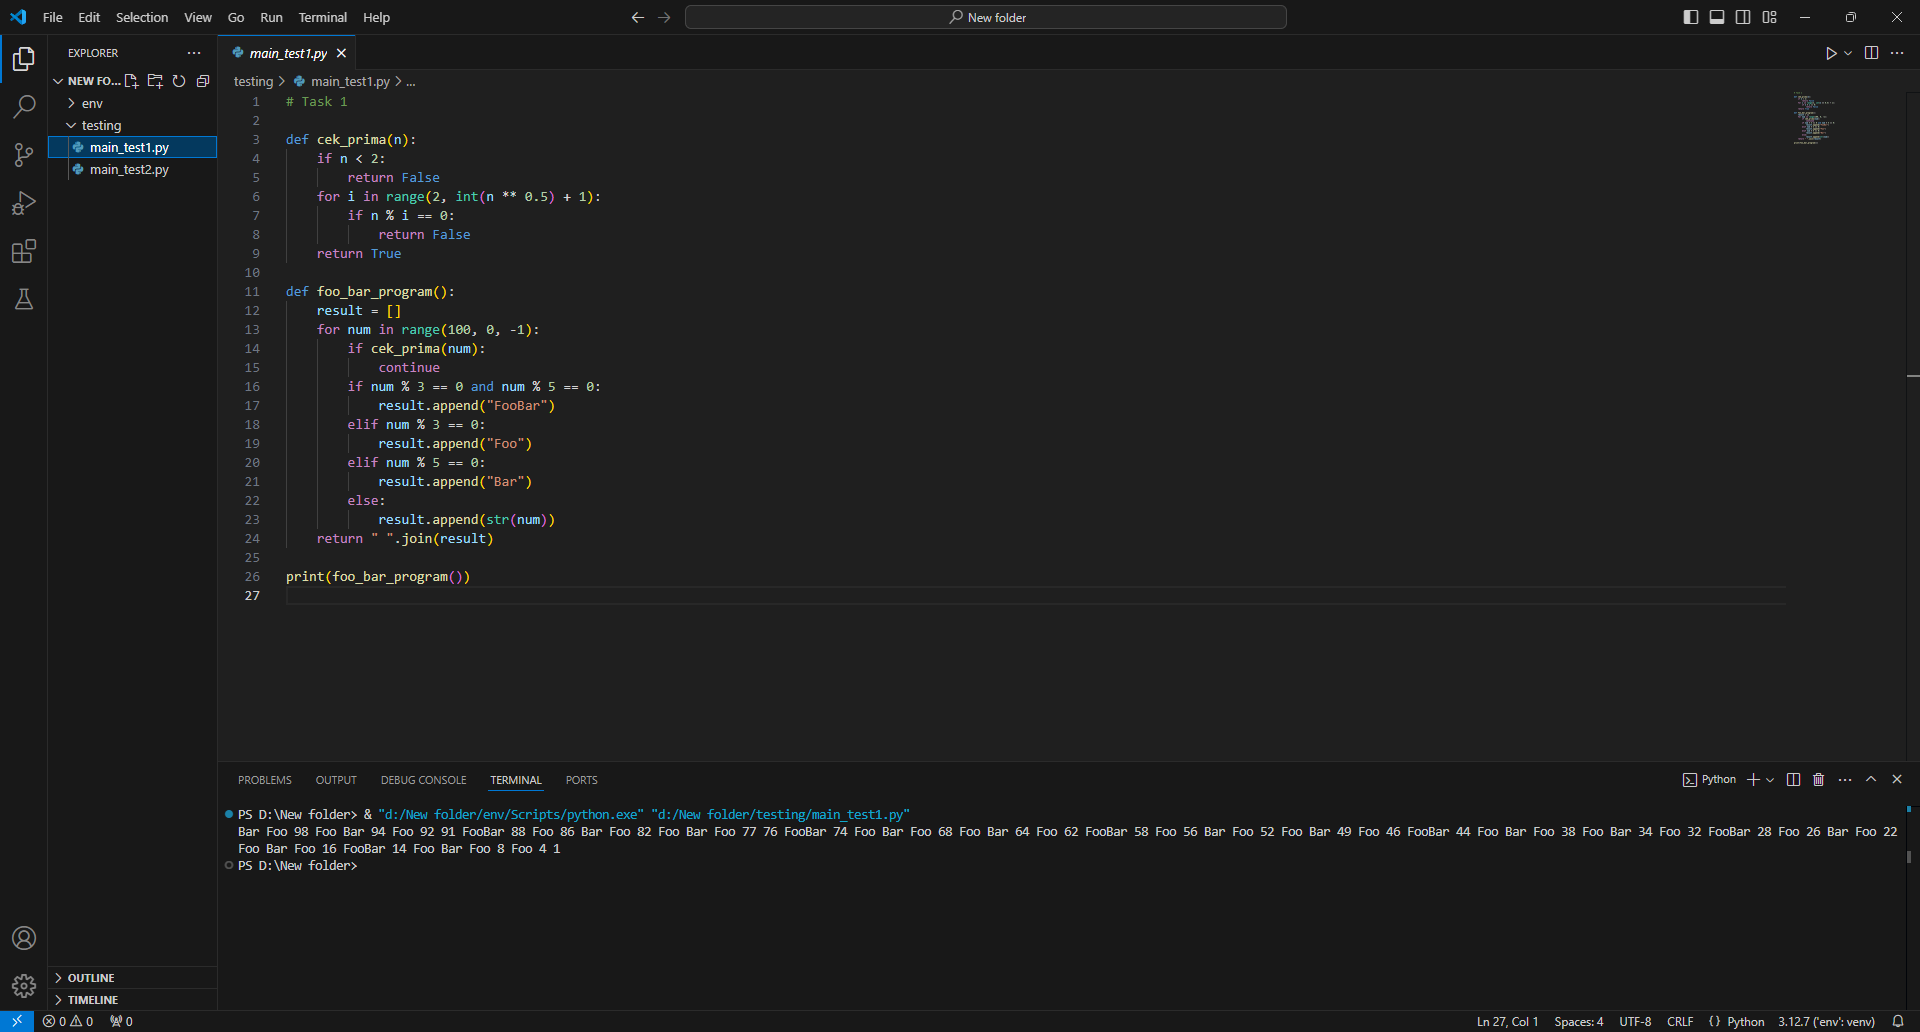 File Edit Selection View Go Run Terminal Help
New folder
EXPLORER
NEW FO...
env
testing
main_test1.py
main_test2.py
OUTLINE
TIMELINE
main_test1.py
testing > main_test1.py > ...
1 # Task 1
2
3 def cek_prima(n):
4     if n < 2:
5         return False
6     for i in range(2, int(n ** 0.5) + 1):
7         if n % i == 0:
8             return False
9     return True
10
11 def foo_bar_program():
12     result = []
13     for num in range(100, 0, -1):
14         if cek_prima(num):
15             continue
16         if num % 3 == 0 and num % 5 == 0:
17             result.append("FooBar")
18         elif num % 3 == 0:
19             result.append("Foo")
20         elif num % 5 == 0:
21             result.append("Bar")
22         else:
23             result.append(str(num))
24     return " ".join(result)
25
26 print(foo_bar_program())
27
PROBLEMS OUTPUT DEBUG CONSOLE TERMINAL PORTS
Python
PS D:\New folder> & "d:/New folder/env/Scripts/python.exe" "d:/New folder/testing/main_test1.py"
Bar Foo 98 Foo Bar 94 Foo 92 91 FooBar 88 Foo 86 Bar Foo 82 Foo Bar Foo 77 76 FooBar 74 Foo Bar Foo 68 Foo Bar 64 Foo 62 FooBar 58 Foo 56 Bar Foo 52 Foo Bar 49 Foo 46 FooBar 44 Foo Bar Foo 38 Foo Bar 34 Foo 32 FooBar 28 Foo 26 Bar Foo 22
Foo Bar Foo 16 FooBar 14 Foo Bar Foo 8 Foo 4 1
PS D:\New folder>
0 0 0
Ln 27, Col 1 Spaces: 4 UTF-8 CRLF Python 3.12.7 ('env': venv)